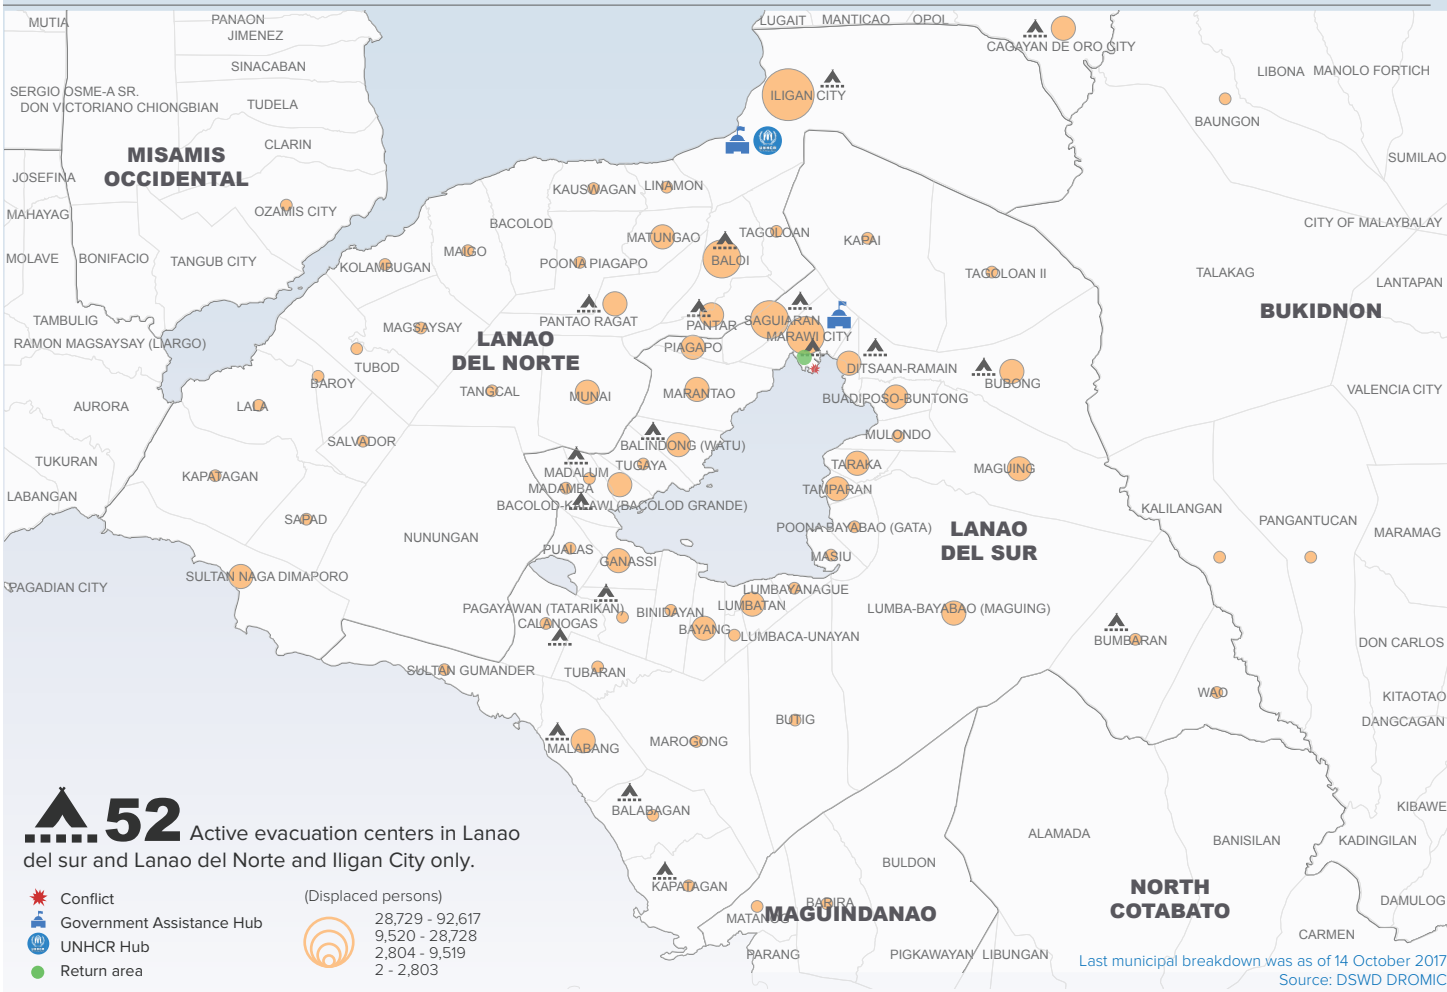 MUTIA
PANAON
JIMENEZ
LUGAIT
MANTICAO
OPOL
CAGAYAN DE ORO CITY
SINACABAN
LIBONA
MANOLO FORTICH
SERGIO OSME-A SR.
DON VICTORIANO CHIONGBIAN
TUDELA
ILIGAN CITY
BAUNGON
CLARIN
MISAMIS
OCCIDENTAL
UNHCR
SUMILAO
JOSEFINA
KAUSWAGAN
LINAMON
MAHAYAG
OZAMIS CITY
BACOLOD
CITY OF MALAYBALAY
MATUNGAO
TAGOLOAN
KAPAI
MAIGO
MOLAVE
BONIFACIO
TANGUB CITY
KOLAMBUGAN
POONA PIAGAPO
BALOI
TAGOLOAN II
TALAKAG
LANTAPAN
BUKIDNON
TAMBULIG
MAGSAYSAY
PANTAO RAGAT
PANTAR
SAGUIARAN
MARAWI CITY
RAMON MAGSAYSAY (LIARGO)
LANAO
DEL NORTE
PIAGAPO
TUBOD
DITSAAN-RAMAIN
BAROY
BUBONG
TANGCAL
MUNAI
MARANTAO
BUADIPOSO-BUNTONG
VALENCIA CITY
AURORA
LALA
SALVADOR
BALINDONG (WATU)
MULONDO
TUKURAN
KAPATAGAN
MADALUM
TUGAYA
TARAKA
MAGUING
MADAMBA
TAMPARAN
LABANGAN
BACOLOD-KALAWI (BACOLOD GRANDE)
KALILANGAN
SAPAD
POONA BAYABAO (GATA)
LANAO
DEL SUR
PANGANTUCAN
MARAMAG
NUNUNGAN
PUALAS
GANASSI
MASIU
SULTAN NAGA DIMAPORO
PAGADIAN CITY
LUMBAYANAGUE
PAGAYAWAN (TATARIKAN)
BINIDAYAN
LUMBATAN
LUMBA-BAYABAO (MAGUING)
CALANOGAS
BAYANG
LUMBACA-UNAYAN
BUMBARAN
DON CARLOS
SULTAN GUMANDER
TUBARAN
WAO
KITAOTAO
BUTIG
DANGCAGAN
MALABANG
MAROGONG
BALABAGAN
KIBAWE
52 Active evacuation centers in Lanao
del sur and Lanao del Norte and Iligan City only.
ALAMADA
BANISILAN
KADINGILAN
BULDON
KAPATAGAN
NORTH
COTABATO
BARIRA
DAMULOG
MATANOG
MAGUINDANAO
CARMEN
PARANG
PIGKAWAYAN
LIBUNGAN
Conflict
Government Assistance Hub
UNHCR Hub
Return area
(Displaced persons)
28,729 - 92,617
9,520 - 28,728
2,804 - 9,519
2 - 2,803
Last municipal breakdown was as of 14 October 2017
Source: DSWD DROMIC